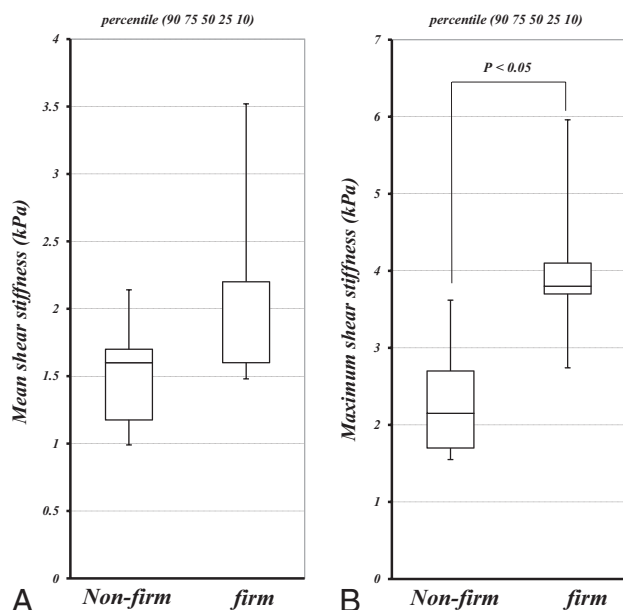 percentile (90 75 50 25 10)
4
3.5
3
2.5
2
1.5
1
0.5
0
Mean shear stiffness (kPa)
Non-firm
firm
A
percentile (90 75 50 25 10)
P < 0.05
7
6
5
4
3
2
1
0
Maximum shear stiffness (kPa)
Non-firm
firm
B